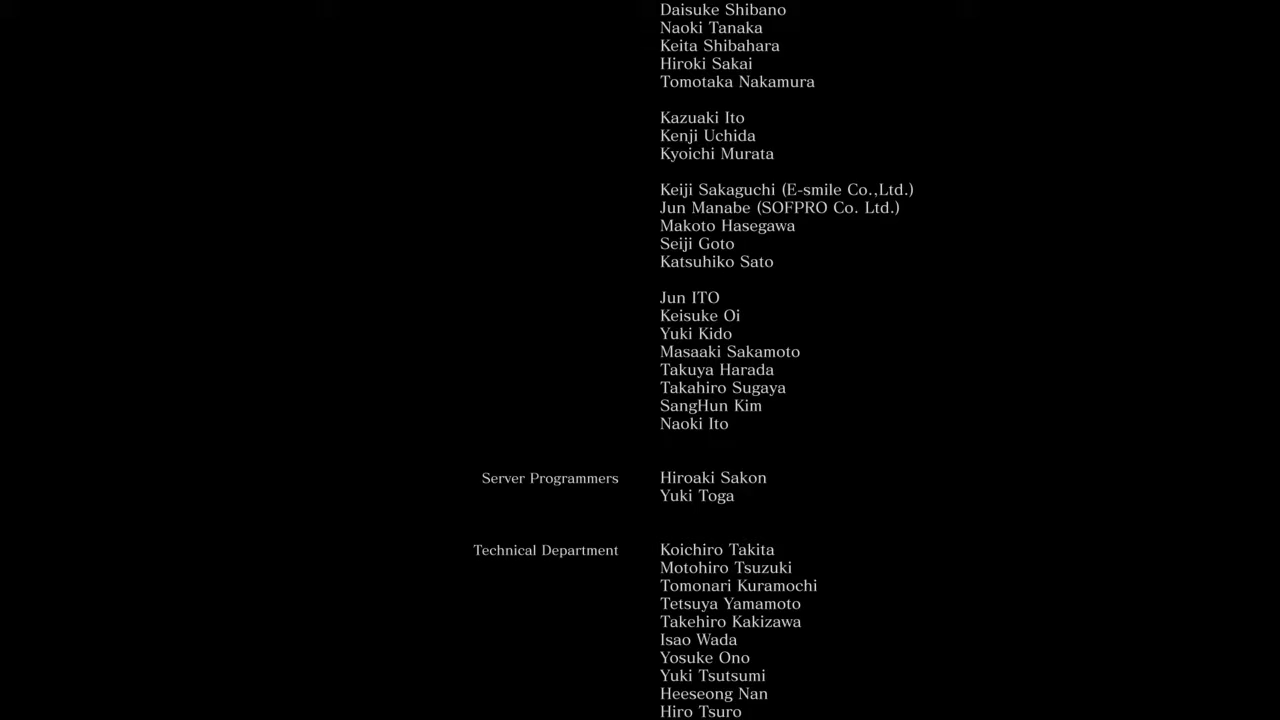 Daisuke Shibano
Naoki Tanaka
Keita Shibahara
Hiroki Sakai
Tomotaka Nakamura
Kazuaki Ito
Kenji Uchida
Kyoichi Murata
Keiji Sakaguchi (E-smile Co.,Ltd.)
Jun Manabe (SOFPRO Co. Ltd.)
Makoto Hasegawa
Seiji Goto
Katsuhiko Sato
Jun ITO
Keisuke Oi
Yuki Kido
Masaaki Sakamoto
Takuya Harada
Takahiro Sugaya
SangHun Kim
Naoki Ito
Server Programmers Hiroaki Sakon
Yuki Toga
Technical Department Koichiro Takita
Motohiro Tsuzuki
Tomonari Kuramochi
Tetsuya Yamamoto
Takehiro Kakizawa
Isao Wada
Yosuke Ono
Yuki Tsutsumi
Heeseong Nan
Hiro Tsuro